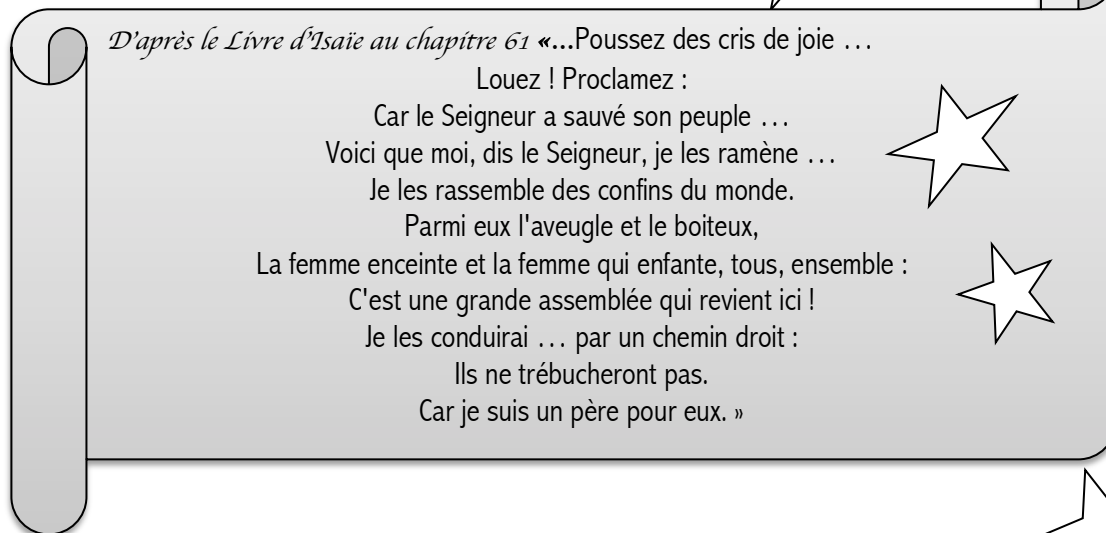 D'après le Livre d'Isaïe au chapitre 61 «...Poussez des cris de joie …
Louez ! Proclamez :
Car le Seigneur a sauvé son peuple …
Voici que moi, dis le Seigneur, je les ramène …
Je les rassemble des confins du monde.
Parmi eux l'aveugle et le boiteux,
La femme enceinte et la femme qui enfante, tous, ensemble :
C'est une grande assemblée qui revient ici !
Je les conduirai … par un chemin droit :
Ils ne trébucheront pas.
Car je suis un père pour eux. »